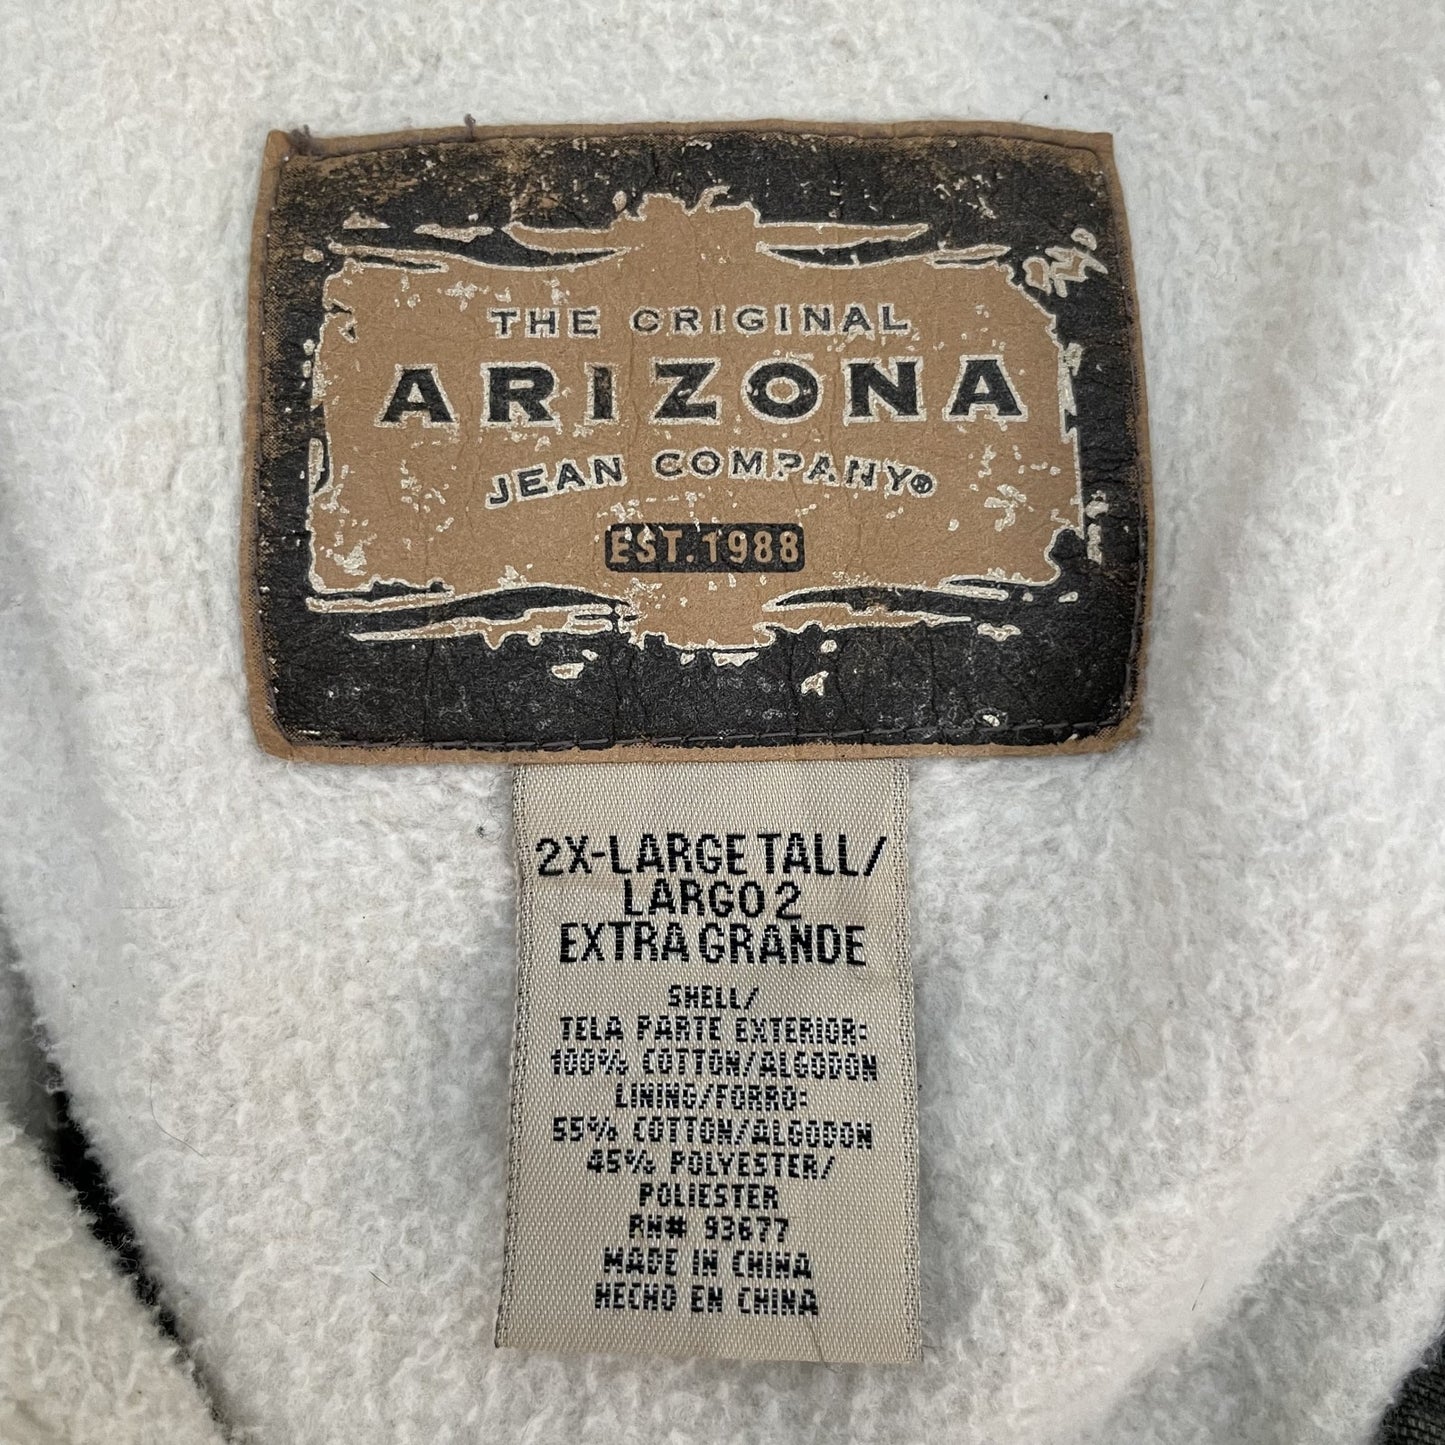 THE ORIGINAL
ARIZONA
JEAN COMPANY®
EST.1988
2X-LARGE TALL/
LARGO 2
EXTRA GRANDE
SHELL/
TELA PARTE EXTERIOR:
100% COTTON/ALGODON
LINING/FORRO:
55% COTTON/ALGODON
45% POLYESTER/
POLIESTER
RN# 93677
MADE IN CHINA
HECHO EN CHINA